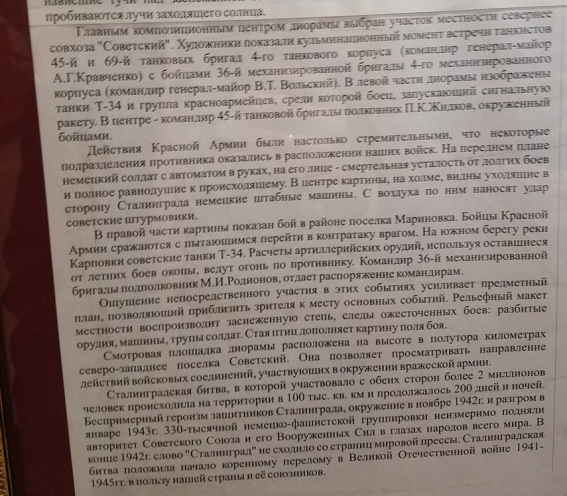 нависшие тучи над
пробиваются лучи заходящего солнца.
Главным композиционным центром диорамы выбран участок местности севернее
совхоза "Советский". Художники показали кульминационный момент встречи танкистов
45-й и 69-й танковых бригад 4-го танкового корпуса (командир генерал-майор
А.Г.Кравченко) с бойцами 36-й механизированной бригады 4-го механизированного
корпуса (командир генерал-майор В.Т. Вольский). В левой части диорамы изображены
танки Т-34 и группа красноармейцев, среди которой боец, запускающий сигнальную
ракету. В центре - командир 45-й танковой бригады полковник П.К.Жидков, окруженный
бойцами.
Действия Красной Армии были настолько стремительными, что некоторые
подразделения противника оказались в расположении наших войск. На переднем плане
немецкий солдат с автоматом в руках, на его лице - смертельная усталость от долгих боев
и полное равнодушие к происходящему. В центре картины, на холме, видны уходящие в
сторону Сталинграда немецкие штабные машины. С воздуха по ним наносят удар
советские штурмовики.
В правой части картины показан бой в районе поселка Мариновка. Бойцы Красной
Армии сражаются с пытающимся перейти в контратаку врагом. На южном берегу реки
Карповки советские танки Т-34. Расчеты артиллерийских орудий, используя оставшиеся
от летних боев окопы, ведут огонь по противнику. Командир 36-й механизированной
бригады подполковник М.И.Родионов, отдает распоряжение командирам.
Ощущение непосредственного участия в этих событиях усиливает предметный
план, позволяющий приблизить зрителя к месту основных событий. Рельефный макет
местности воспроизводит заснеженную степь, следы ожесточенных боев: разбитые
орудия, машины, трупы солдат. Стая птиц дополняет картину поля боя.
Смотровая площадка диорамы расположена на высоте в полутора километрах
северо-западнее поселка Советский. Она позволяет просматривать направление
действий войсковых соединений, участвующих в окружении вражеской армии.
Сталинградская битва, в которой участвовало с обеих сторон более 2 миллионов
человек происходила на территории в 100 тыс. кв. км и продолжалось 200 дней и ночей.
Беспримерный героизм защитников Сталинграда, окружение в ноябре 1942г. и разгром в
январе 1943г. 330-тысячной немецко-фашистской группировки неизмеримо подняли
авторитет Советского Союза и его Вооруженных Сил в глазах народов всего мира. В
конце 1942г. слово "Сталинград" не сходило со страниц мировой прессы. Сталинградская
битва положила начало коренному перелому в Великой Отечественной войне 1941-
1945гг. в пользу нашей страны и её союзников.